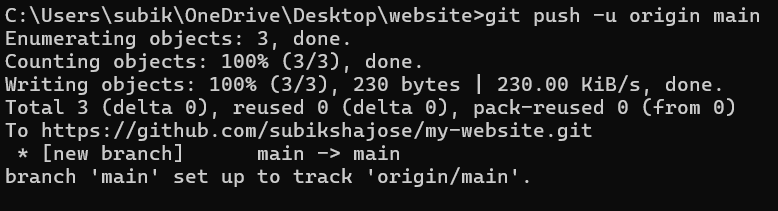 C:\Users\subik\OneDrive\Desktop\website>git push -u origin main
Enumerating objects: 3, done.
Counting objects: 100% (3/3), done.
Writing objects: 100% (3/3), 230 bytes | 230.00 KiB/s, done.
Total 3 (delta 0), reused 0 (delta 0), pack-reused 0 (from 0)
To https://github.com/subikshajose/my-website.git
 * [new branch]      main -> main
branch 'main' set up to track 'origin/main'.